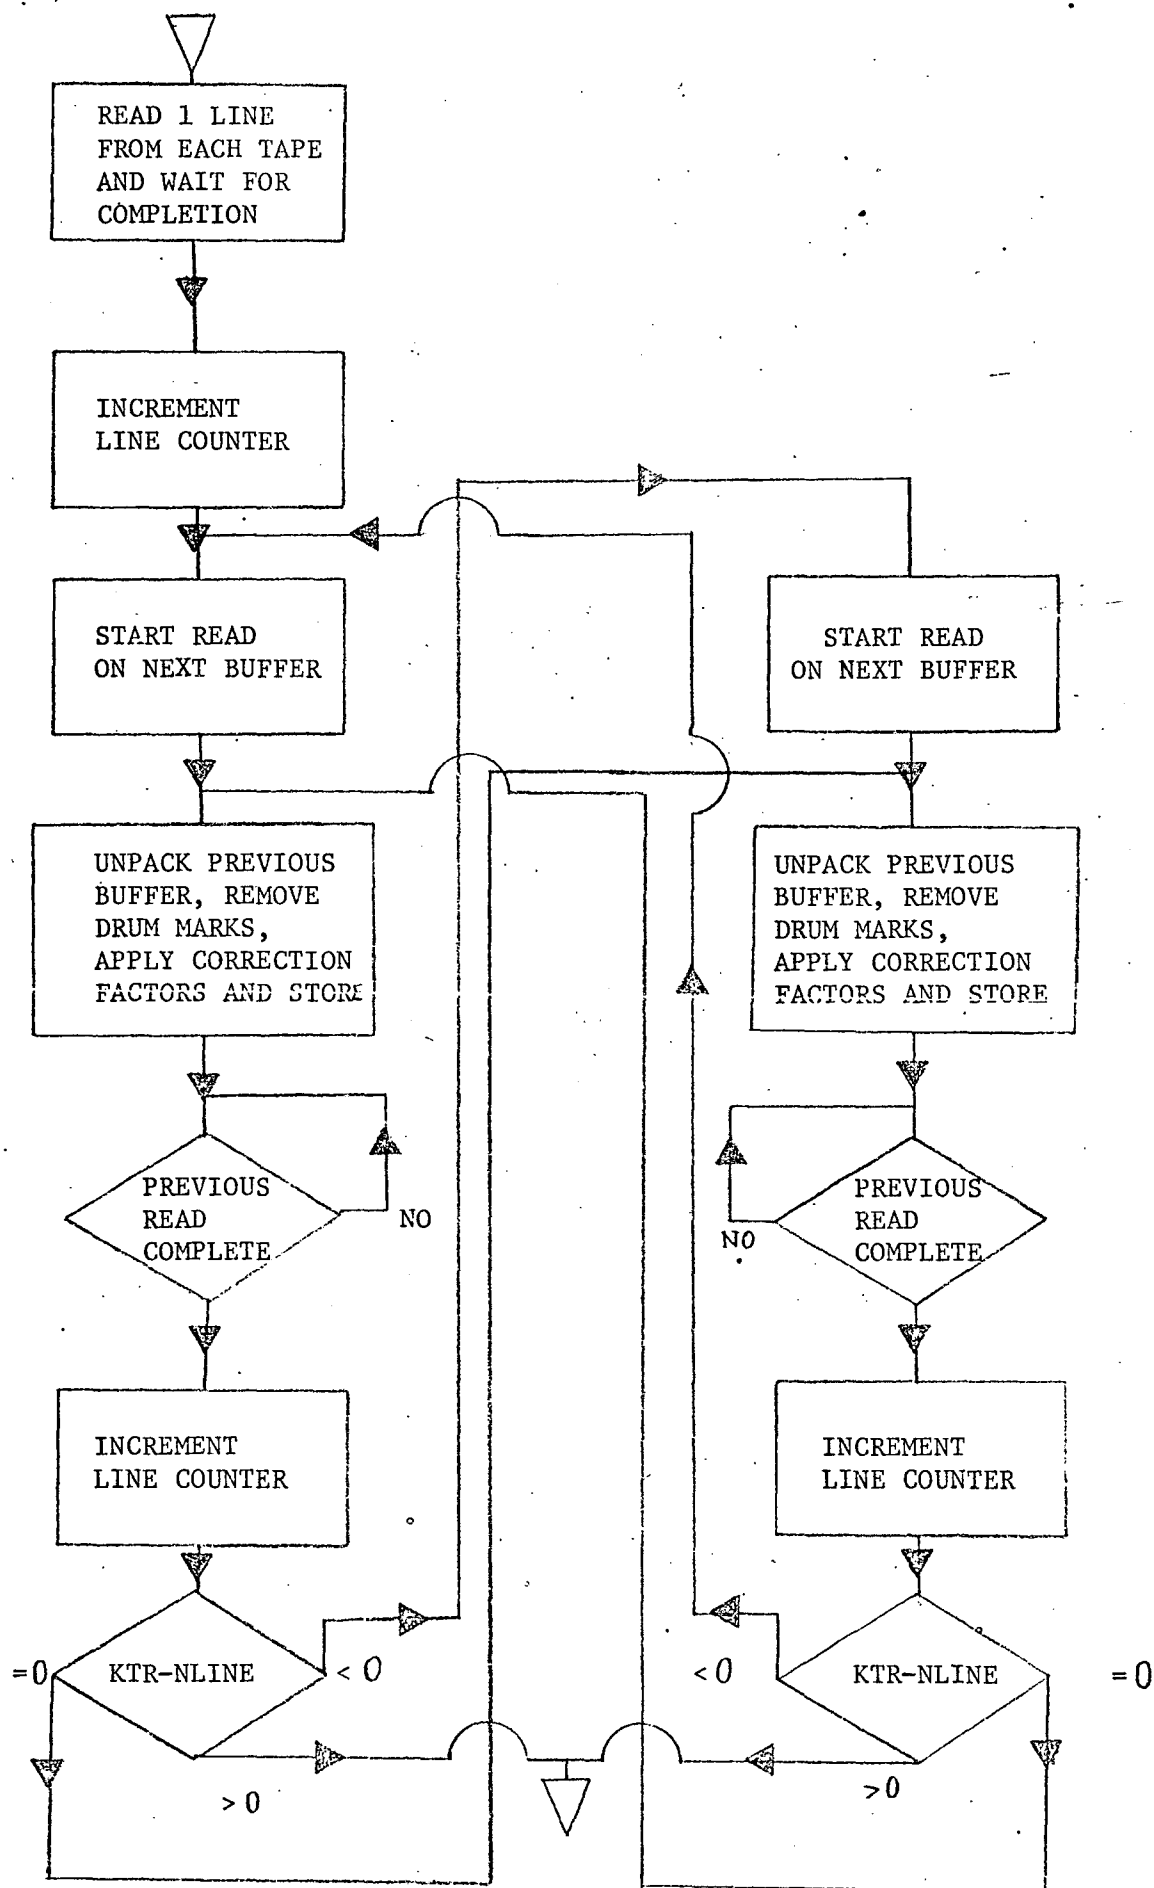 READ 1 LINE
FROM EACH TAPE
AND WAIT FOR
COMPLETION
INCREMENT
LINE COUNTER
START READ
ON NEXT BUFFER
UNPACK PREVIOUS
BUFFER, REMOVE
DRUM MARKS,
APPLY CORRECTION
FACTORS AND STORE
PREVIOUS
READ
COMPLETE
NO
INCREMENT
LINE COUNTER
=0
KTR-NLINE
< 0
> 0
START READ
ON NEXT BUFFER
UNPACK PREVIOUS
BUFFER, REMOVE
DRUM MARKS,
APPLY CORRECTION
FACTORS AND STORE
PREVIOUS
READ
COMPLETE
NO
INCREMENT
LINE COUNTER
< 0
KTR-NLINE
= 0
>0